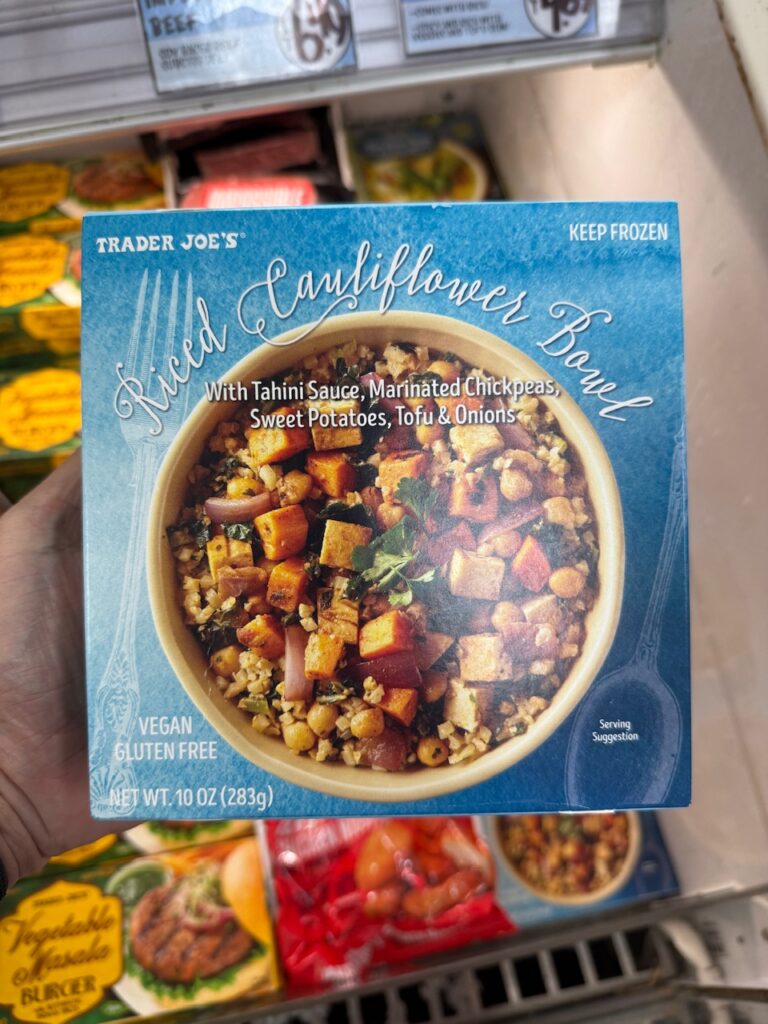 BEEF
TRADER JOE'S®
KEEP FROZEN
Riced Cauliflower Bowl
With Tahini Sauce, Marinated Chickpeas,
Sweet Potatoes, Tofu & Onions
VEGAN
GLUTEN FREE
Serving
Suggestion
NET WT. 10 OZ (283g)
Vegetable
Masala
BURGER